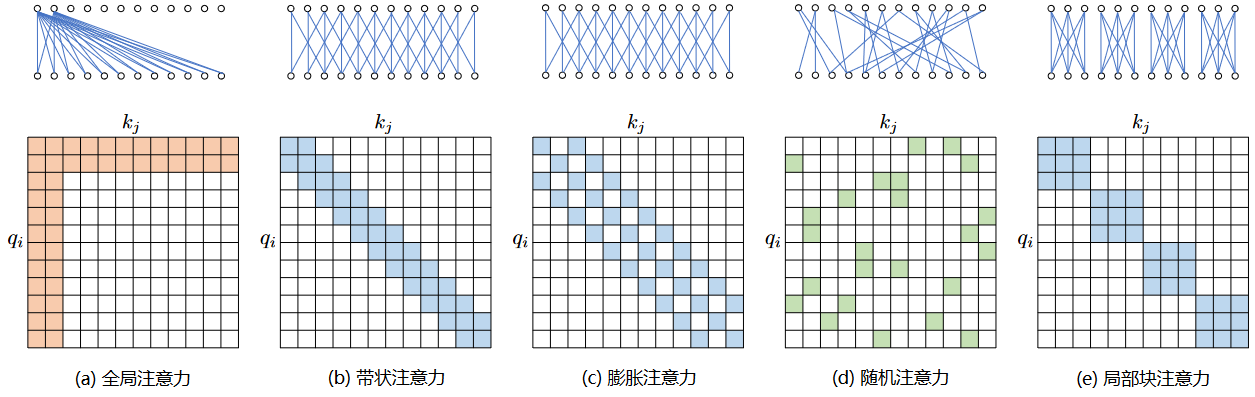 k_j k_j k_j k_j k_j
q_i q_i q_i q_i q_i
(a) 全局注意力 (b) 带状注意力 (c) 膨胀注意力 (d) 随机注意力 (e) 局部块注意力